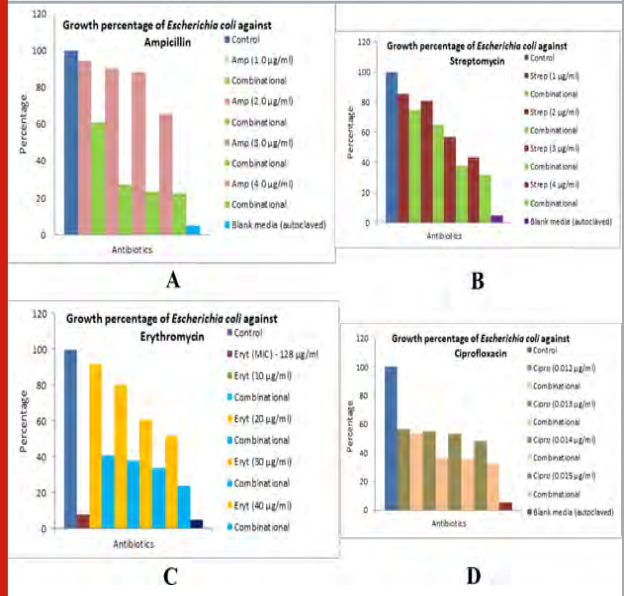 Growth percentage of Escherichia coli against
Ampicillin
120
100
80
60
40
20
0
Percentage
Antibiotics
Control
Amp (1.0 µg/ml)
Combinational
Amp (2.0 µg/ml)
Combinational
Amp (3.0 µg/ml)
Combinational
Amp (4.0 µg/ml)
Combinational
Blank media (autoclaved)
A
Growth percentage of Escherichia coli against
Streptomycin
120
100
80
60
40
20
0
Percentage
Antibiotics
Control
Strep (1 µg/ml)
Combinational
Strep (2 µg/ml)
Combinational
Strep (3 µg/ml)
Combinational
Strep (4 µg/ml)
Combinational
Blank media (autoclaved)
B
Growth percentage of Escherichia coli against
Erythromycin
120
100
80
60
40
20
0
Percentage
Antibiotics
Control
Eryt (MIC) - 128 µg/ml
Eryt (10 µg/ml)
Combinational
Eryt (20 µg/ml)
Combinational
Eryt (30 µg/ml)
Combinational
Eryt (40 µg/ml)
Combinational
C
Growth percentage of Escherichia coli against
Ciprofloxacin
120
100
80
60
40
20
0
Percentage
Antibiotics
Control
Cipro (0.012 µg/ml)
Combinational
Cipro (0.013 µg/ml)
Combinational
Cipro (0.014 µg/ml)
Combinational
Cipro (0.015 µg/ml)
Combinational
Blank media (autoclaved)
D